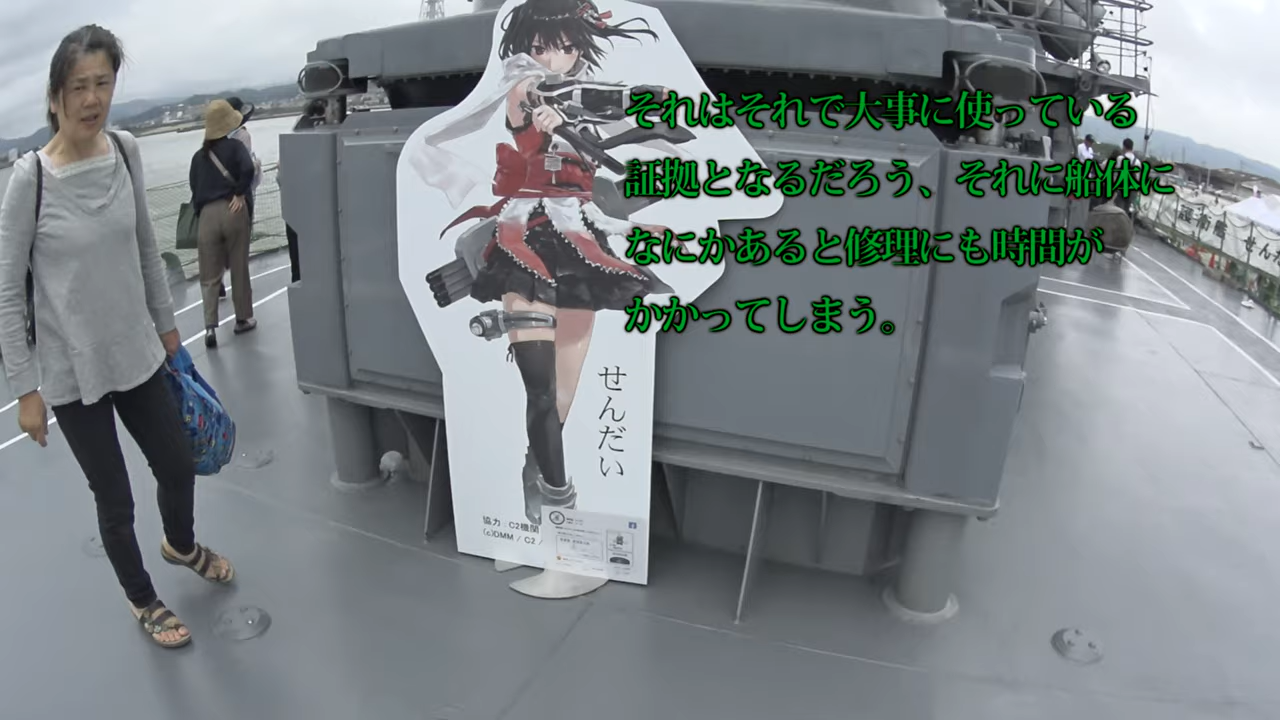 それはそれで大事に使っている
証拠となるだろう、それに船体に
なにかあると修理にも時間が
かかってしまう。
せんだい
協力：C2機関
(c)DMM / C2